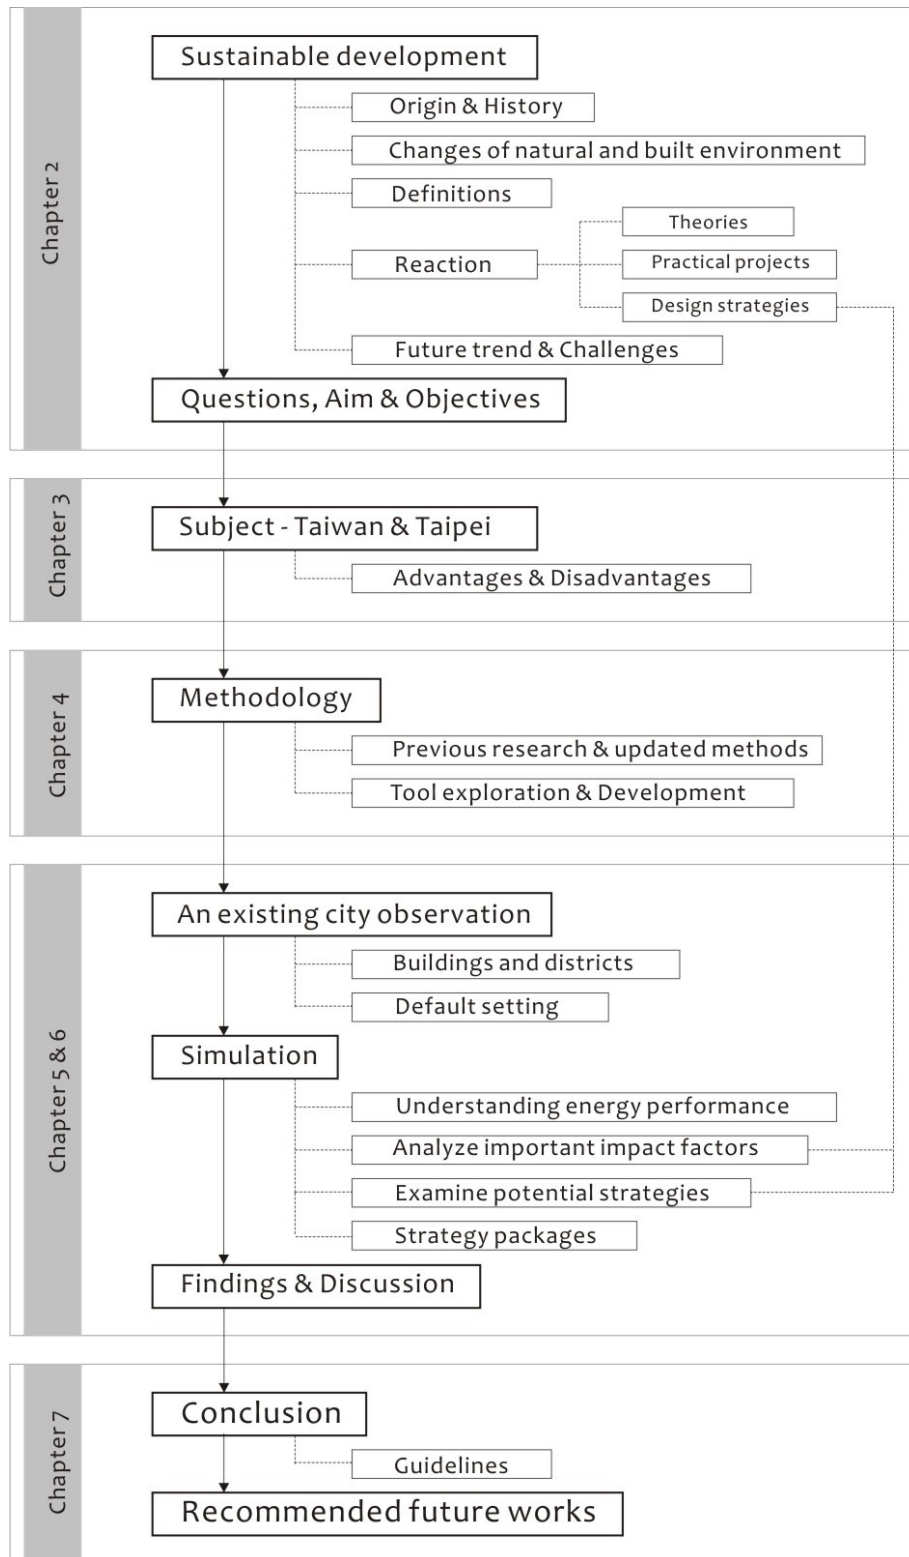 Chapter 2
Sustainable development
Origin & History
Changes of natural and built environment
Definitions
Reaction
Theories
Practical projects
Design strategies
Future trend & Challenges
Questions, Aim & Objectives
Chapter 3
Subject - Taiwan & Taipei
Advantages & Disadvantages
Chapter 4
Methodology
Previous research & updated methods
Tool exploration & Development
Chapter 5 & 6
An existing city observation
Buildings and districts
Default setting
Simulation
Understanding energy performance
Analyze important impact factors
Examine potential strategies
Strategy packages
Findings & Discussion
Chapter 7
Conclusion
Guidelines
Recommended future works